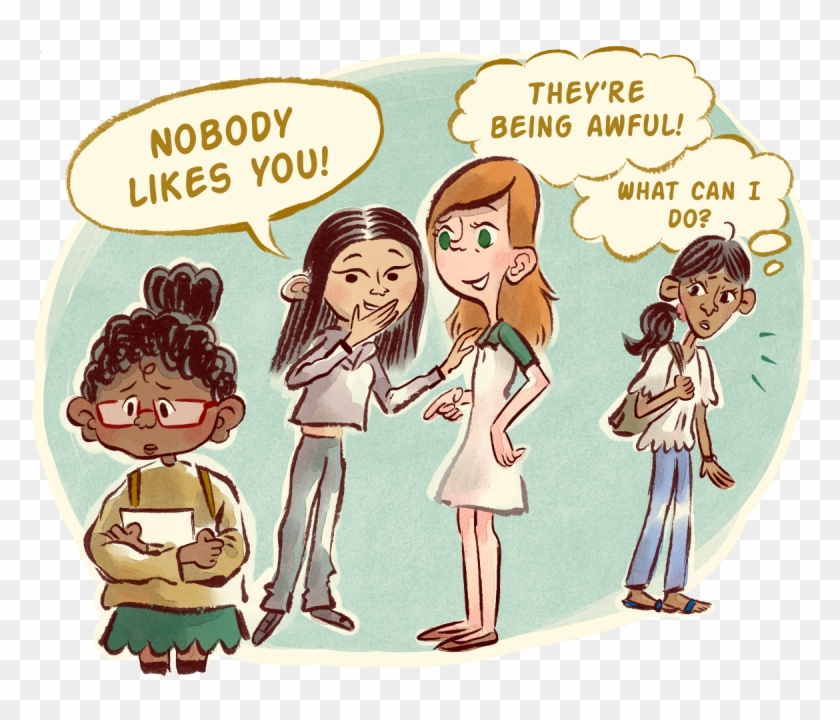 NOBODY
LIKES YOU!
THEY'RE
BEING AWFUL!
WHAT CAN I
DO?